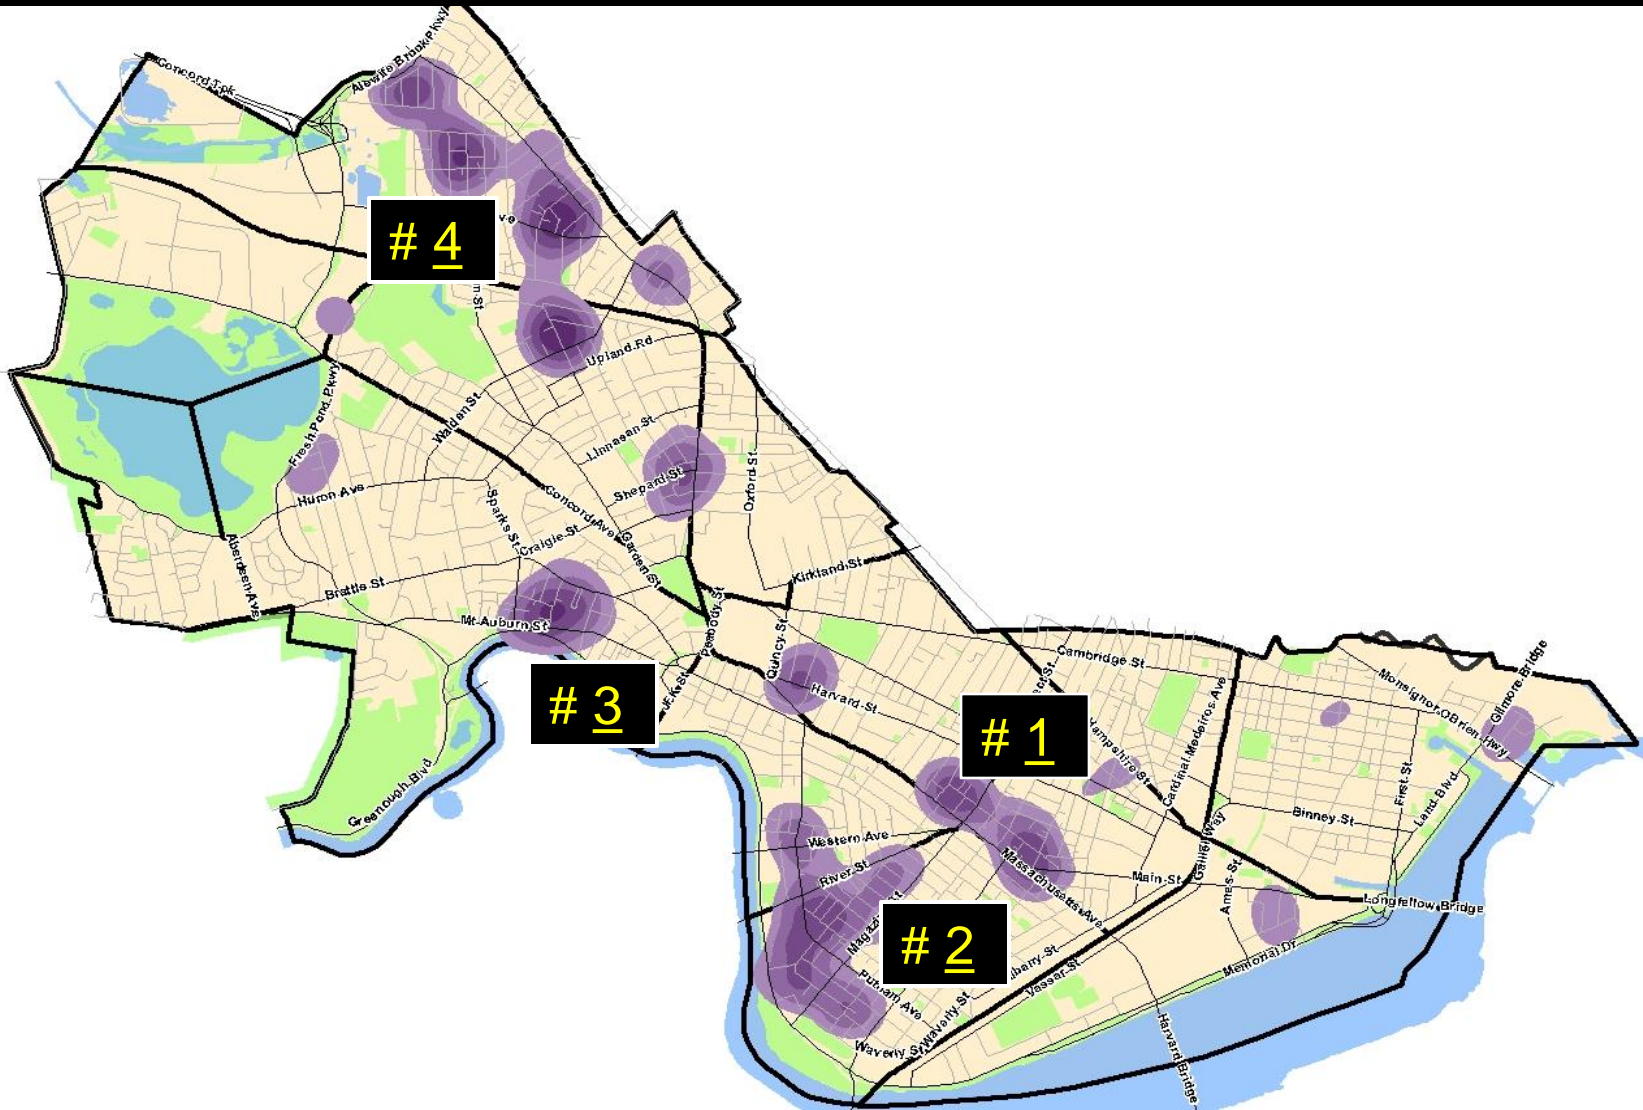 Concord Tpk
Alewife Brook Pkwy
# 4
Upland Rd
Fresh Pond Pkwy
Walden St
Linnaean St
Shepard St
Oxford St
Huron Ave
Sparks St
Concord Ave
Craigie St
Garden St
Aberdeen Ave
Brattle St
Kirkland St
Mt Auburn St
Peabody St
Quincy St
Cambridge St
# 3
Harvard St
# 1
Hampshire St
Cardinal Medeiros Ave
Monsignor OBrien Hwy
Gilmore Bridge
Greenough Blvd
First St
Land Blvd
Binney St
Western Ave
River St
Massachusetts Ave
Main St
Galilei Way
Ames St
Longfellow Bridge
# 2
Putnam Ave
Vassar St
Memorial Dr
Waverly St
Waverly St
Harvard Bridge